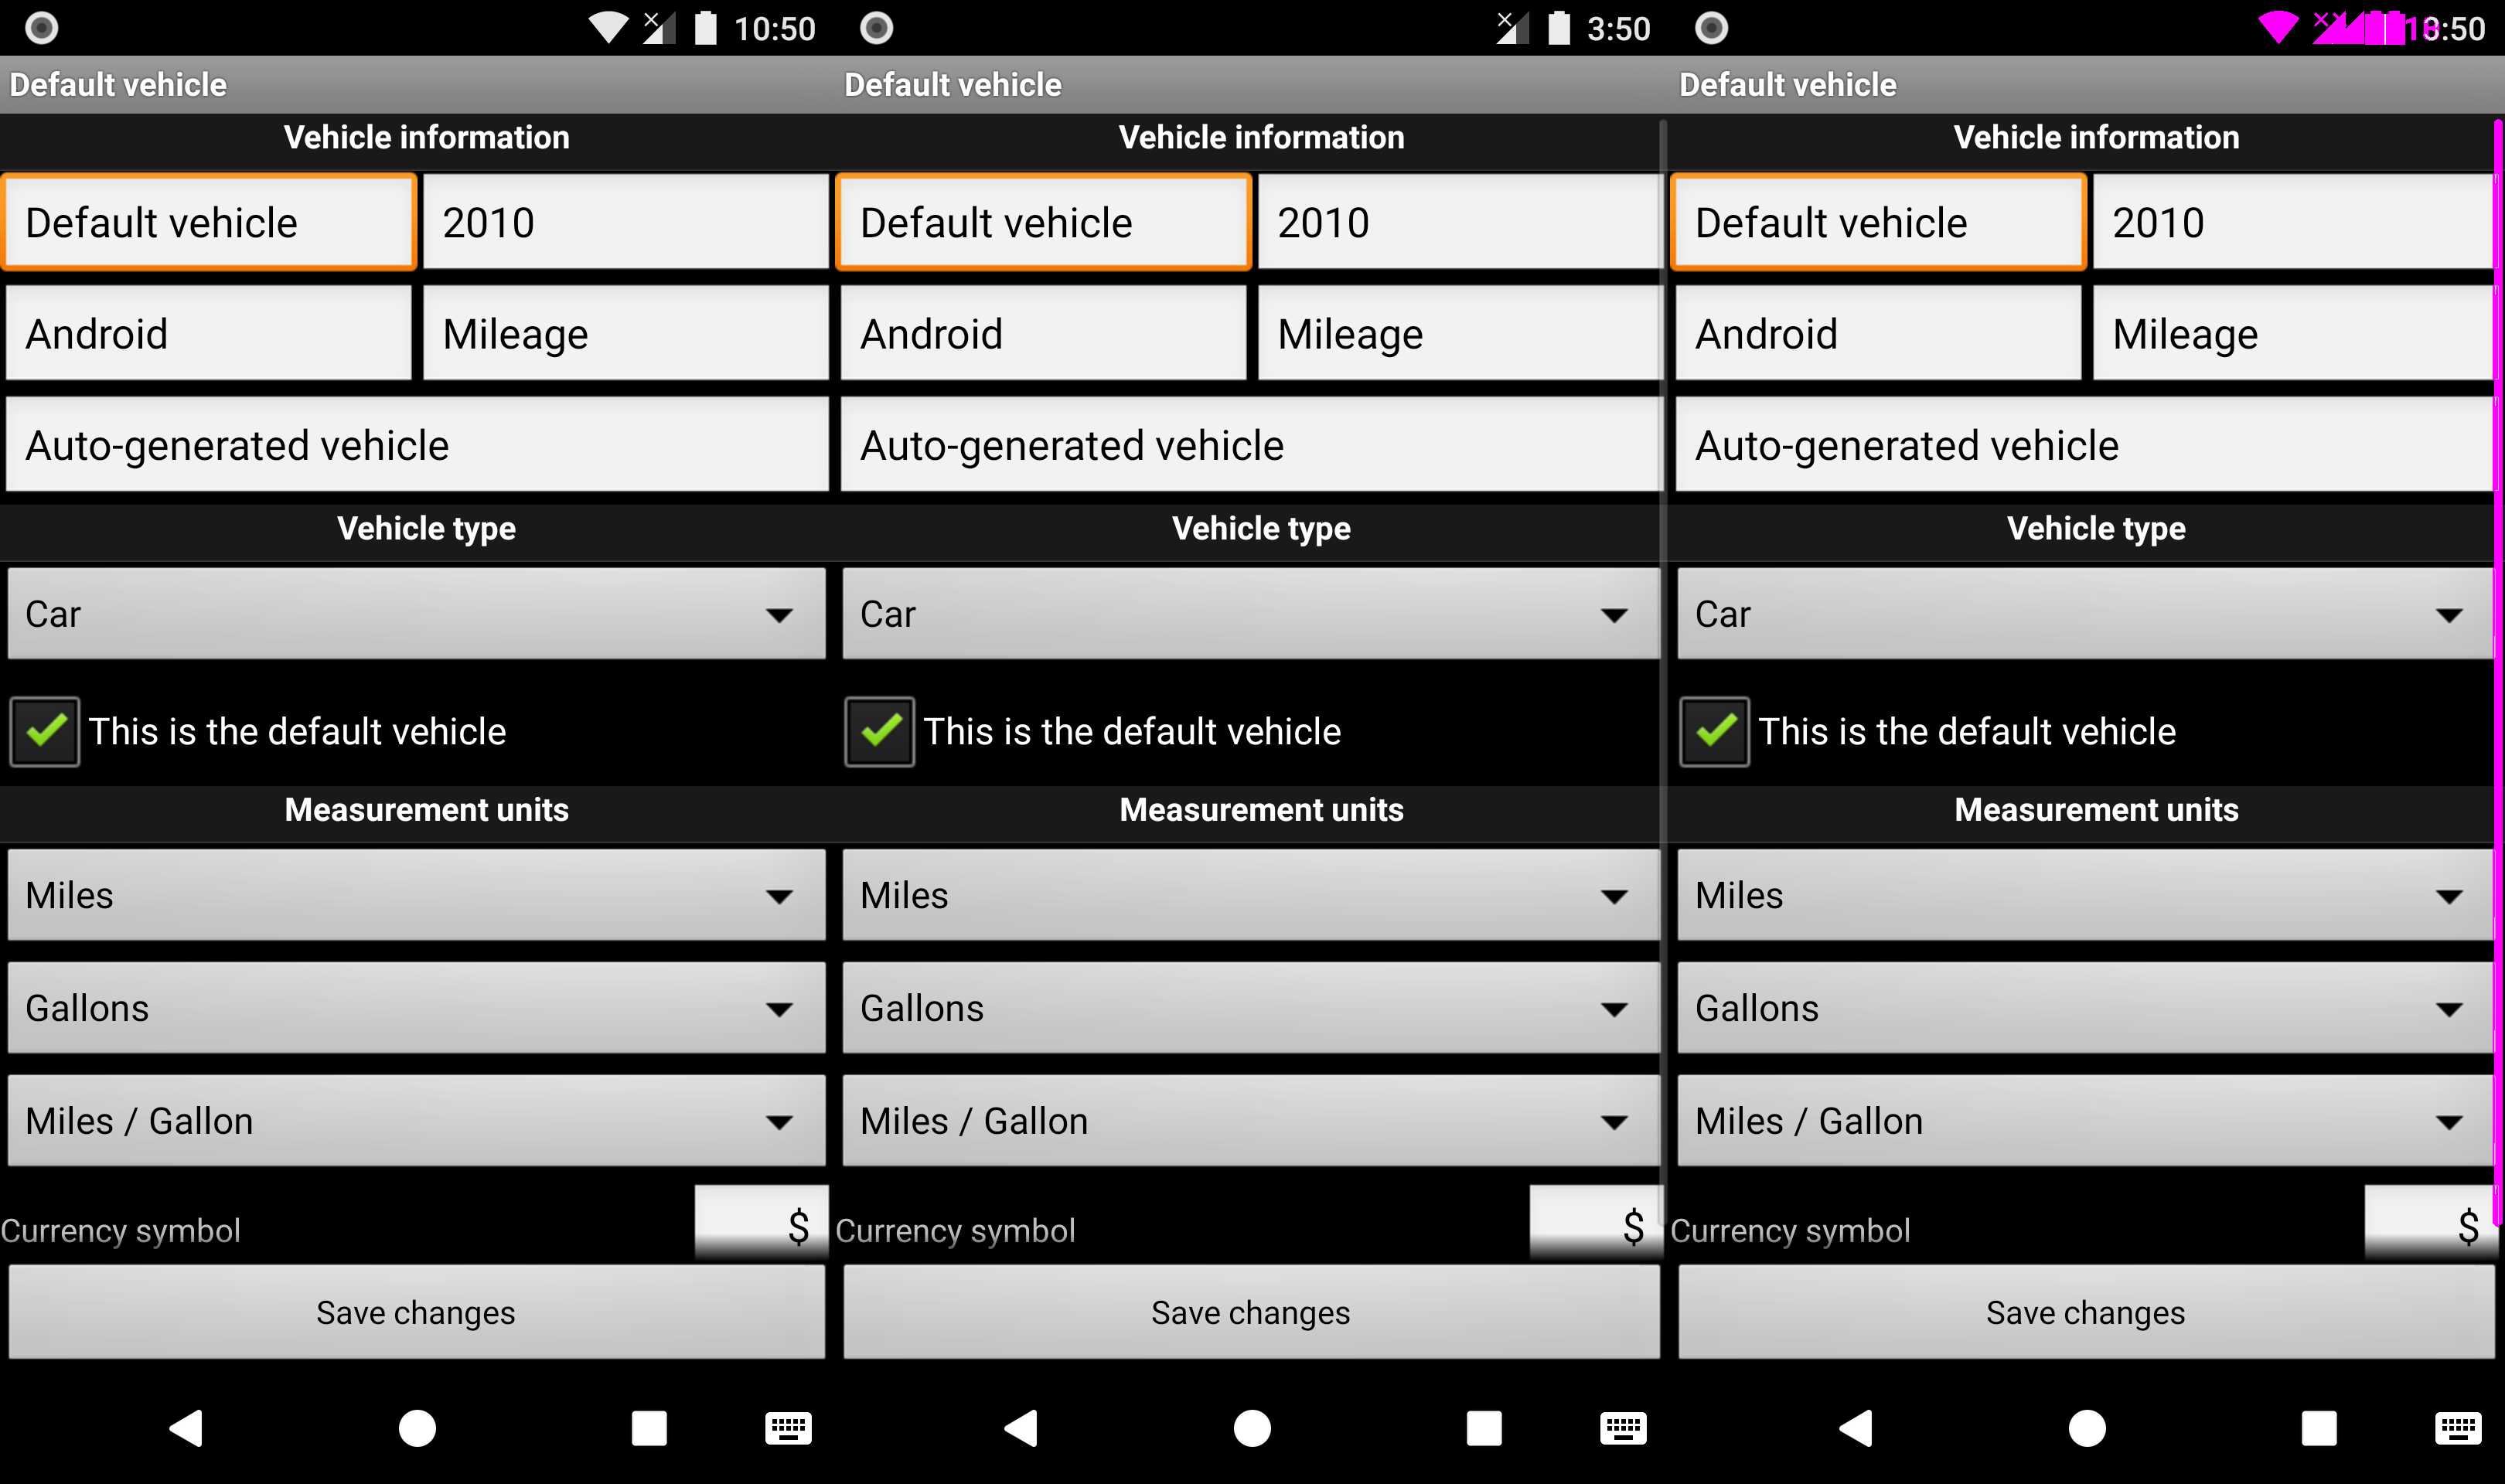 10:50
Default vehicle
Vehicle information
Default vehicle 2010
Android Mileage
Auto-generated vehicle
Vehicle type
Car
This is the default vehicle
Measurement units
Miles
Gallons
Miles / Gallon
Currency symbol $
Save changes
3:50
Default vehicle
Vehicle information
Default vehicle 2010
Android Mileage
Auto-generated vehicle
Vehicle type
Car
This is the default vehicle
Measurement units
Miles
Gallons
Miles / Gallon
Currency symbol $
Save changes
:50
Default vehicle
Vehicle information
Default vehicle 2010
Android Mileage
Auto-generated vehicle
Vehicle type
Car
This is the default vehicle
Measurement units
Miles
Gallons
Miles / Gallon
Currency symbol $
Save changes